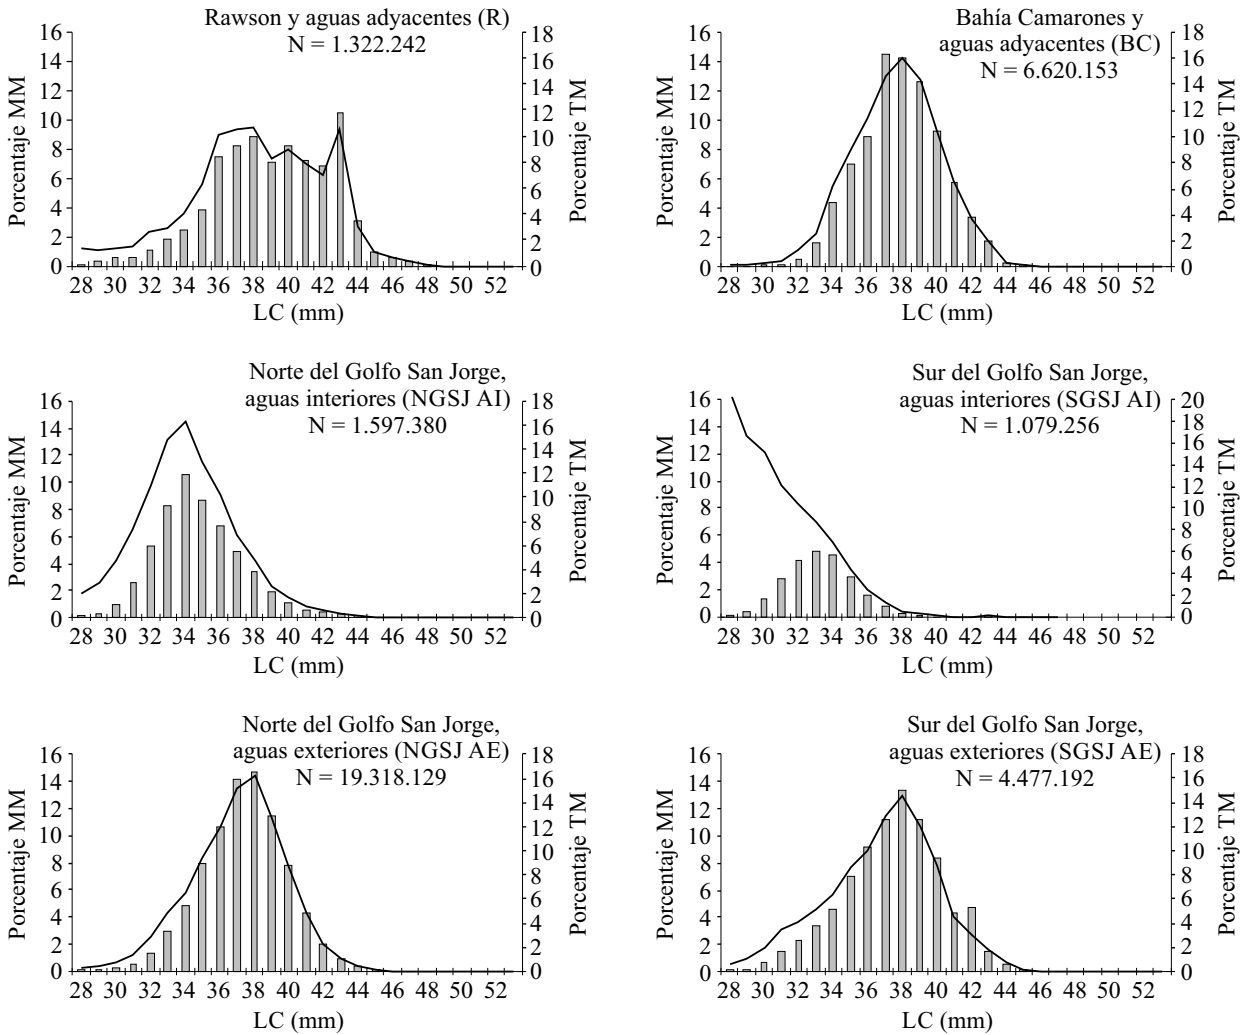 Rawson y aguas adyacentes (R)
N = 1.322.242
Porcentaje MM
16
14
12
10
8
6
4
2
0
18
16
14
12
10
8
6
4
2
0
Porcentaje TM
28 30 32 34 36 38 40 42 44 46 48 50 52
LC (mm)
Bahía Camarones y
aguas adyacentes (BC)
N = 6.620.153
Porcentaje MM
16
14
12
10
8
6
4
2
0
18
16
14
12
10
8
6
4
2
0
Porcentaje TM
28 30 32 34 36 38 40 42 44 46 48 50 52
LC (mm)
Norte del Golfo San Jorge,
aguas interiores (NGSJ AI)
N = 1.597.380
Porcentaje MM
16
14
12
10
8
6
4
2
0
18
16
14
12
10
8
6
4
2
0
Porcentaje TM
28 30 32 34 36 38 40 42 44 46 48 50 52
LC (mm)
Sur del Golfo San Jorge,
aguas interiores (SGSJ AI)
N = 1.079.256
Porcentaje MM
16
14
12
10
8
6
4
2
0
20
18
16
14
12
10
8
6
4
2
0
Porcentaje TM
28 30 32 34 36 38 40 42 44 46 48 50 52
LC (mm)
Norte del Golfo San Jorge,
aguas exteriores (NGSJ AE)
N = 19.318.129
Porcentaje MM
16
14
12
10
8
6
4
2
0
18
16
14
12
10
8
6
4
2
0
Porcentaje TM
28 30 32 34 36 38 40 42 44 46 48 50 52
LC (mm)
Sur del Golfo San Jorge,
aguas exteriores (SGSJ AE)
N = 4.477.192
Porcentaje MM
16
14
12
10
8
6
4
2
0
18
16
14
12
10
8
6
4
2
0
Porcentaje TM
28 30 32 34 36 38 40 42 44 46 48 50 52
LC (mm)